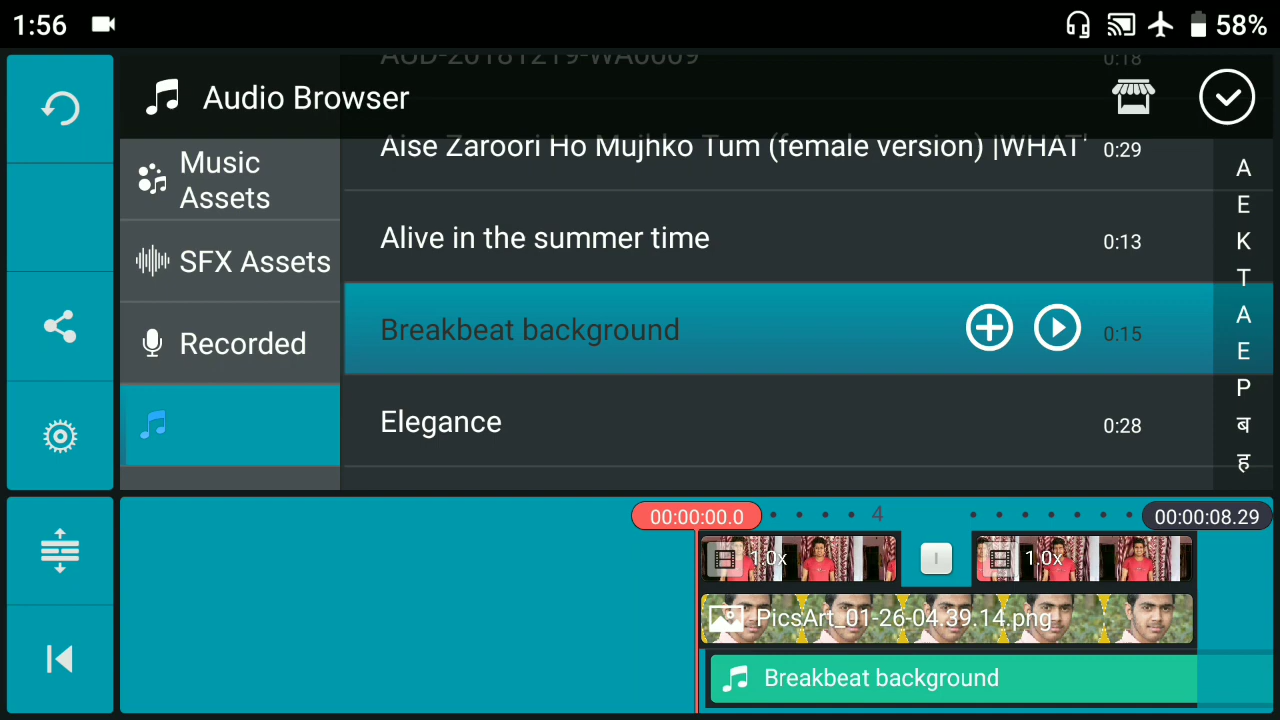 1:56
58%
Audio Browser
Music
Assets
SFX Assets
Recorded
AUD-20181219-WA0009
0:18
Aise Zaroori Ho Mujhko Tum (female version) |WHAT'
0:29
Alive in the summer time
0:13
Breakbeat background
0:15
Elegance
0:28
A
E
K
T
A
E
P
ब
ह
00:00:00.0
4
00:00:08.29
1.0x
1.0x
PicsArt_01-26-04.39.14.png
Breakbeat background